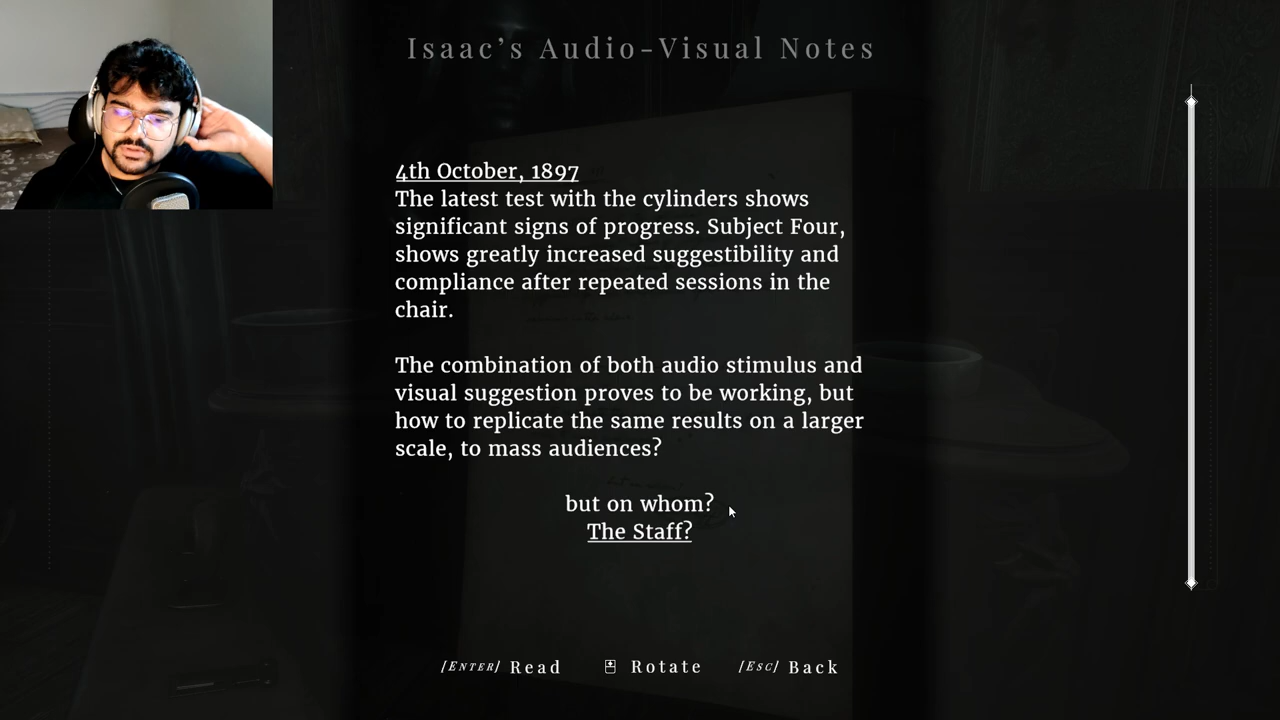 Isaac's Audio-Visual Notes
4th October, 1897
The latest test with the cylinders shows
significant signs of progress. Subject Four,
shows greatly increased suggestibility and
compliance after repeated sessions in the
chair.
The combination of both audio stimulus and
visual suggestion proves to be working, but
how to replicate the same results on a larger
scale, to mass audiences?
but on whom?
The Staff?
/ENTER/ Read Rotate /ESC/ Back